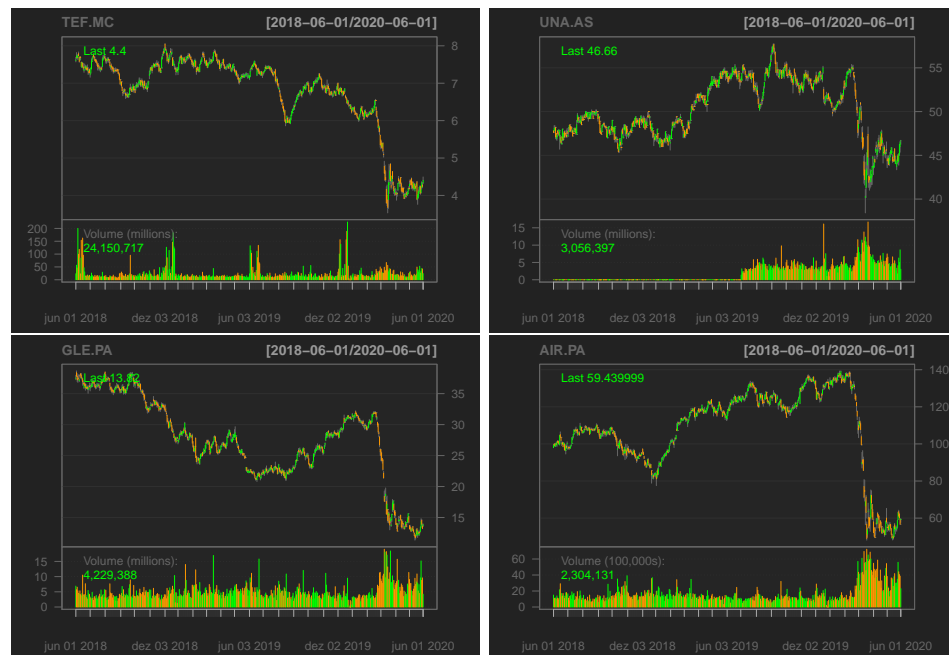 TEF.MC [2018−06−01/2020−06−01]
Last 4.4
8
7
6
5
4
Volume (millions):
24,150,717
200
150
100
50
0
jun 01 2018 dez 03 2018 jun 03 2019 dez 02 2019 jun 01 2020
UNA.AS [2018−06−01/2020−06−01]
Last 46.66
55
50
45
40
Volume (millions):
3,056,397
15
10
5
0
jun 01 2018 dez 03 2018 jun 03 2019 dez 02 2019 jun 01 2020
GLE.PA [2018−06−01/2020−06−01]
Last 13.82
35
30
25
20
15
Volume (millions):
4,229,388
15
10
5
0
jun 01 2018 dez 03 2018 jun 03 2019 dez 02 2019 jun 01 2020
AIR.PA [2018−06−01/2020−06−01]
Last 59.439999
140
120
100
80
60
Volume (100,000s):
2,304,131
60
40
20
0
jun 01 2018 dez 03 2018 jun 03 2019 dez 02 2019 jun 01 2020